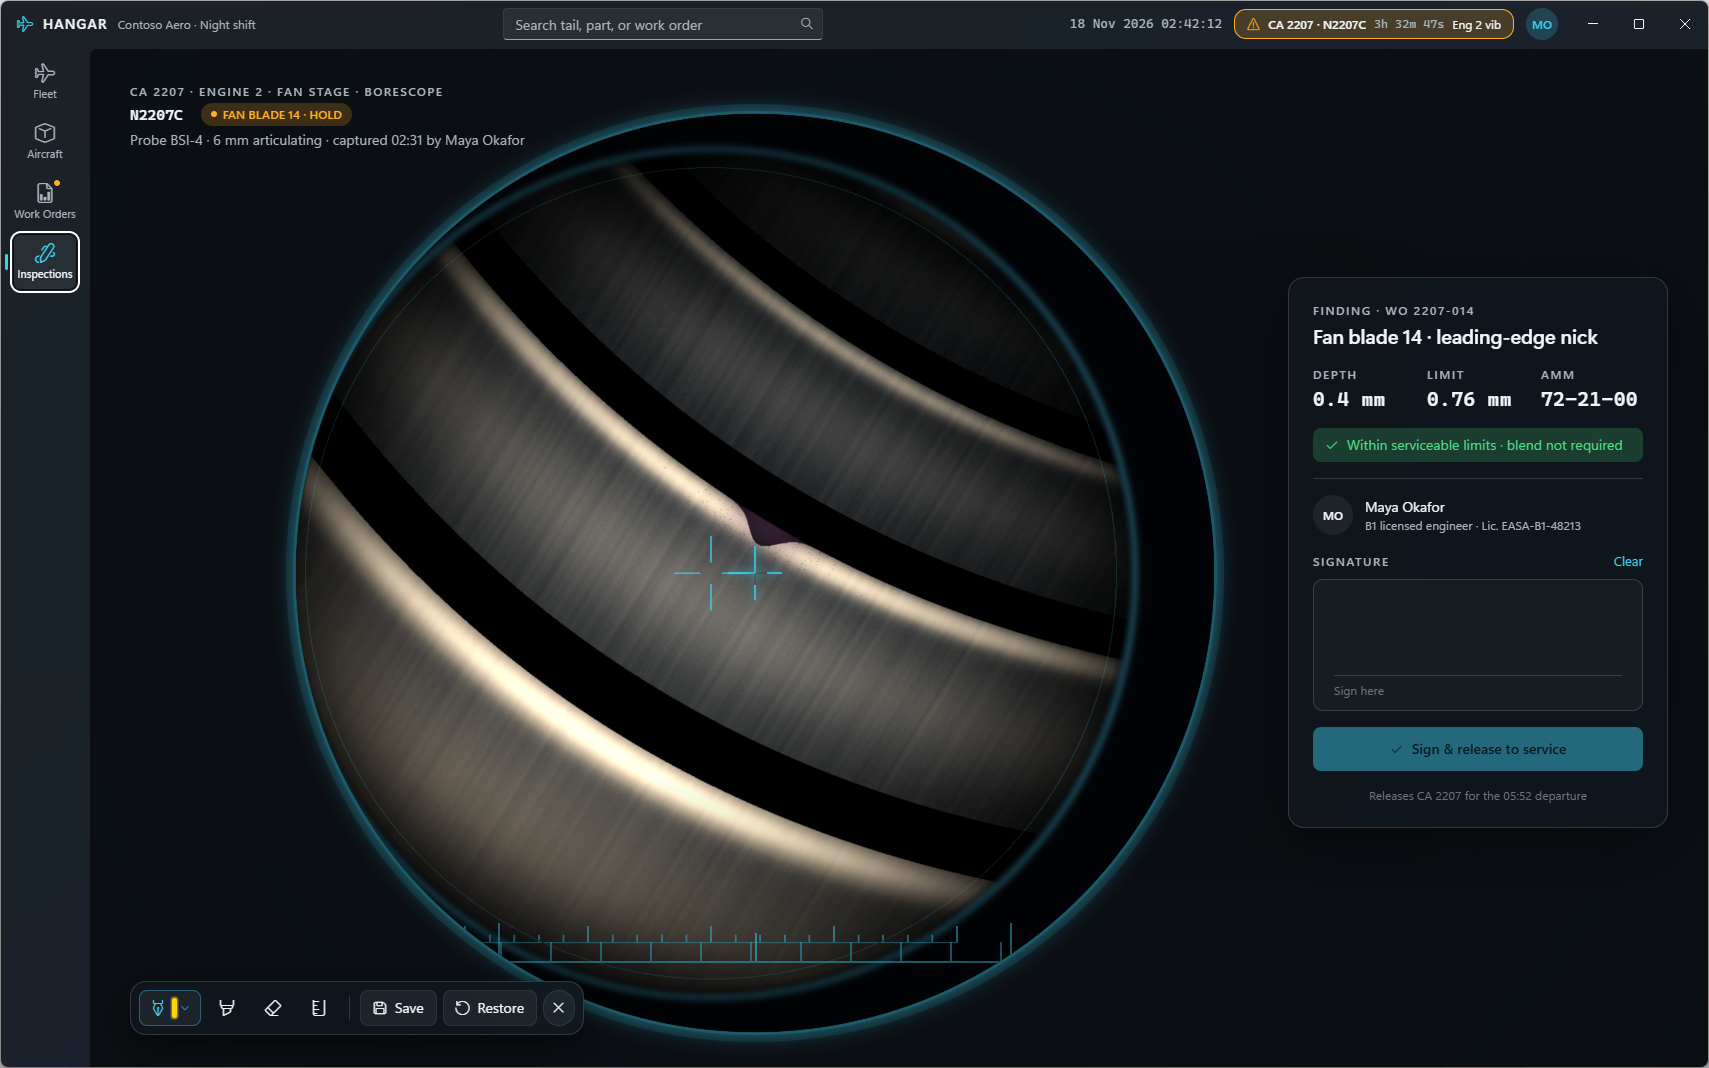 HANGAR Contoso Aero · Night shift
Search tail, part, or work order
18 Nov 2026 02:42:12
CA 2207 · N2207C 3h 32m 47s Eng 2 vib
MO
Fleet
Aircraft
Work Orders
Inspections
CA 2207 · ENGINE 2 · FAN STAGE · BORESCOPE
N2207C FAN BLADE 14 · HOLD
Probe BSI-4 · 6 mm articulating · captured 02:31 by Maya Okafor
FINDING · WO 2207-014
Fan blade 14 · leading-edge nick
DEPTH LIMIT AMM
0.4 mm 0.76 mm 72-21-00
Within serviceable limits · blend not required
MO
Maya Okafor
B1 licensed engineer · Lic. EASA-B1-48213
SIGNATURE Clear
Sign here
Sign & release to service
Releases CA 2207 for the 05:52 departure
Save Restore